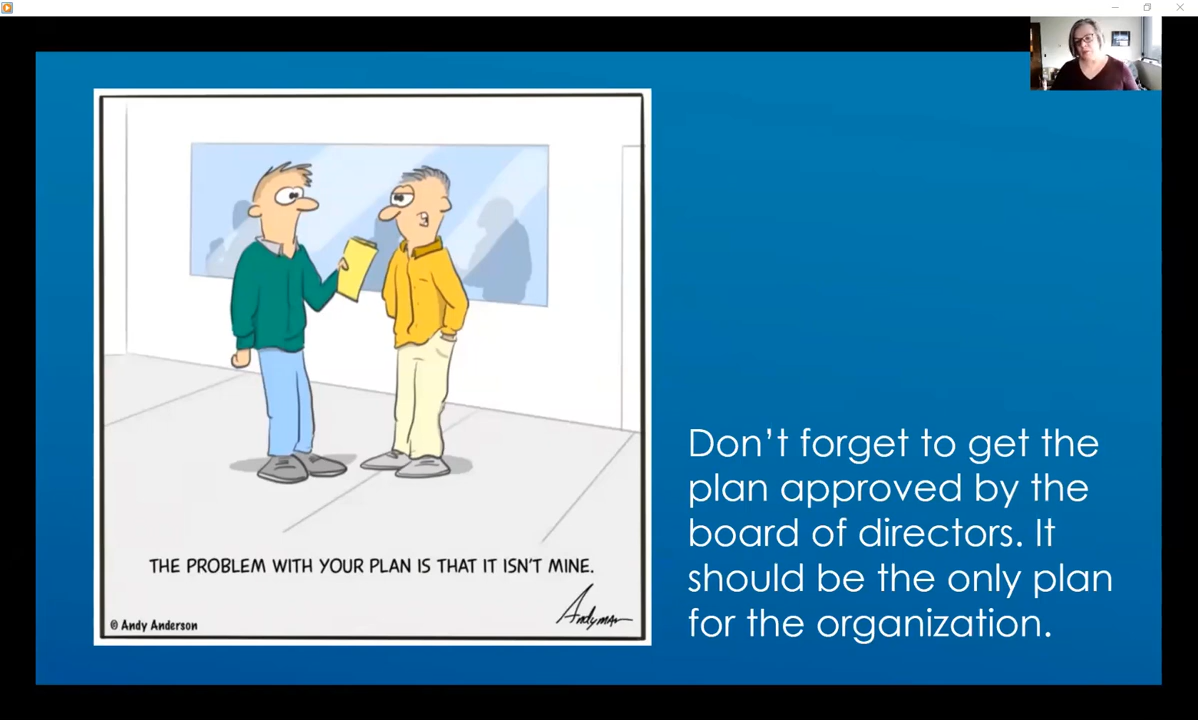 THE PROBLEM WITH YOUR PLAN IS THAT IT ISN'T MINE.
© Andy Anderson
Andyman
Don't forget to get the
plan approved by the
board of directors. It
should be the only plan
for the organization.